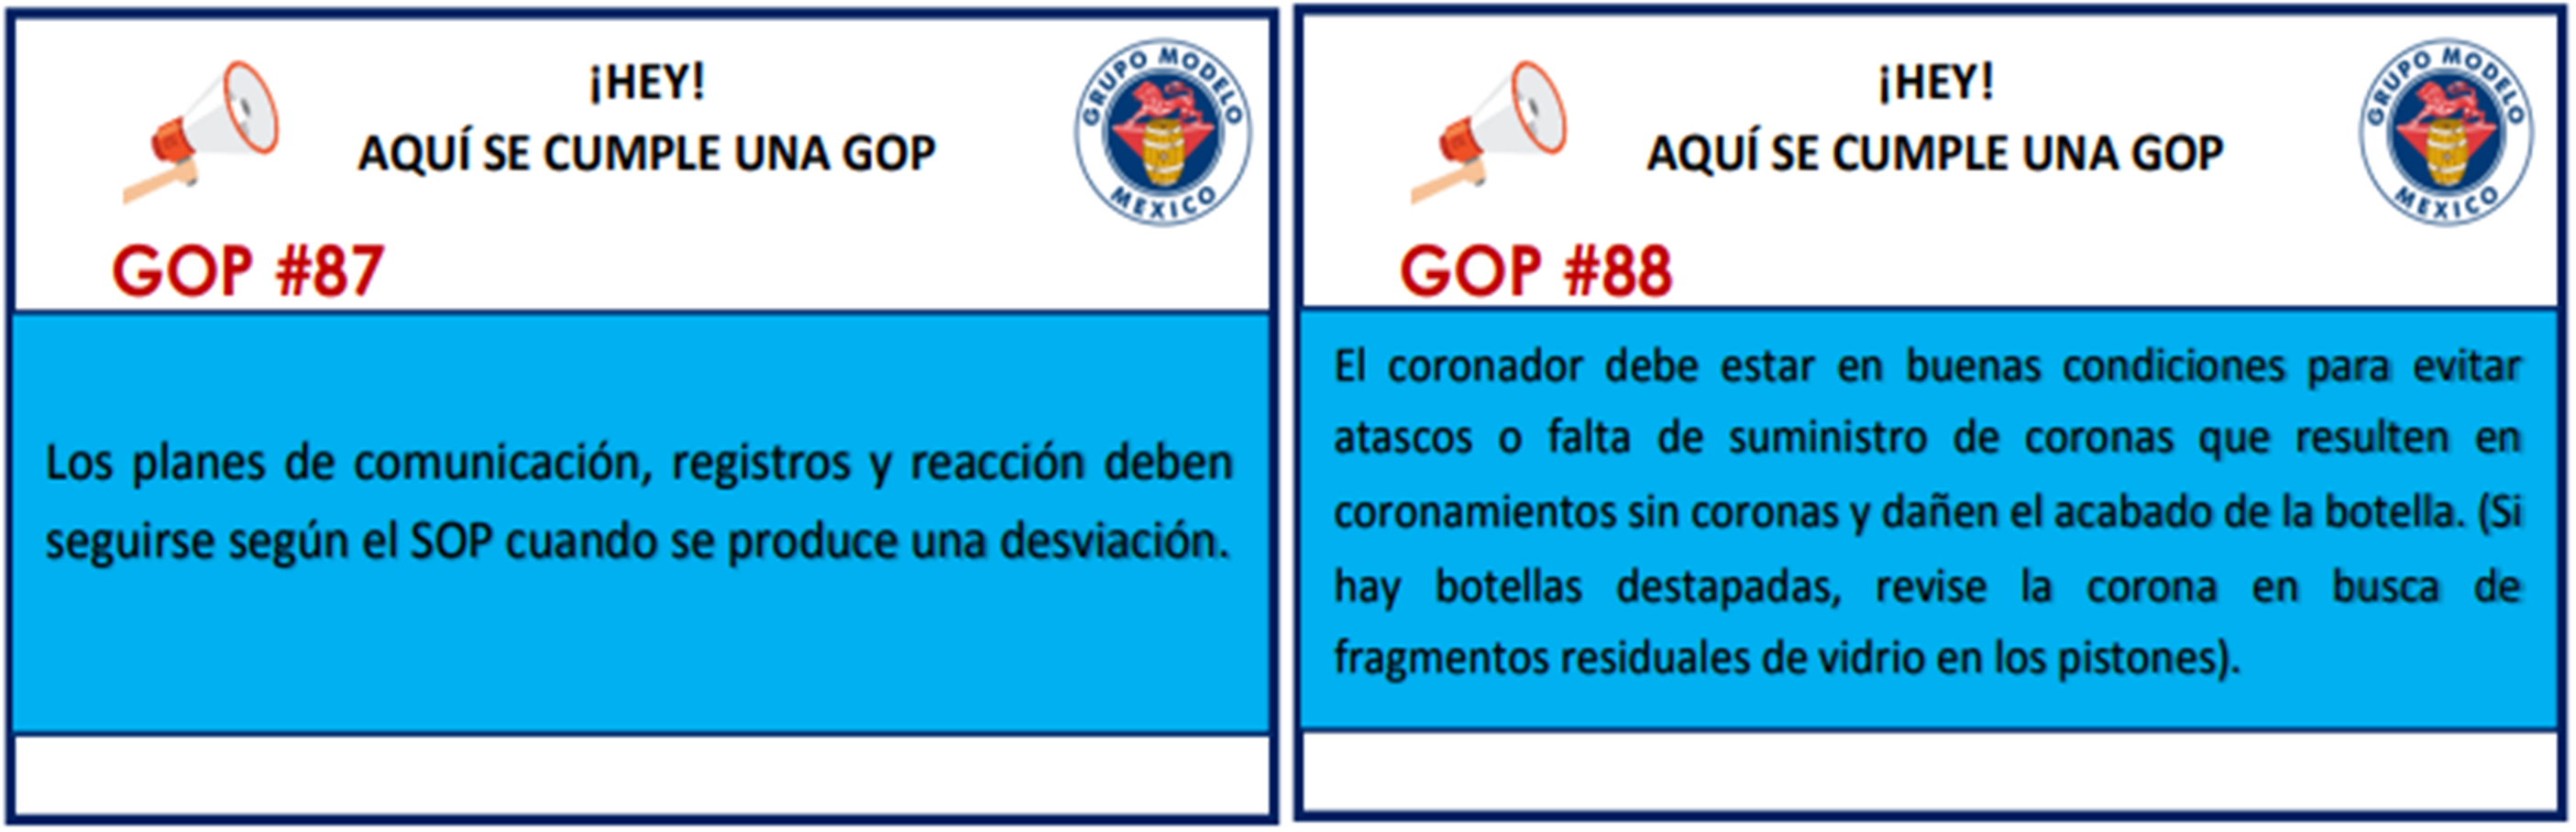 ¡HEY!
AQUÍ SE CUMPLE UNA GOP
GRUPO MODELO
MEXICO
GOP #87
Los planes de comunicación, registros y reacción deben
seguirse según el SOP cuando se produce una desviación.
¡HEY!
AQUÍ SE CUMPLE UNA GOP
GRUPO MODELO
MEXICO
GOP #88
El coronador debe estar en buenas condiciones para evitar
atascos o falta de suministro de coronas que resulten en
coronamientos sin coronas y dañen el acabado de la botella. (Si
hay botellas destapadas, revise la corona en busca de
fragmentos residuales de vidrio en los pistones).